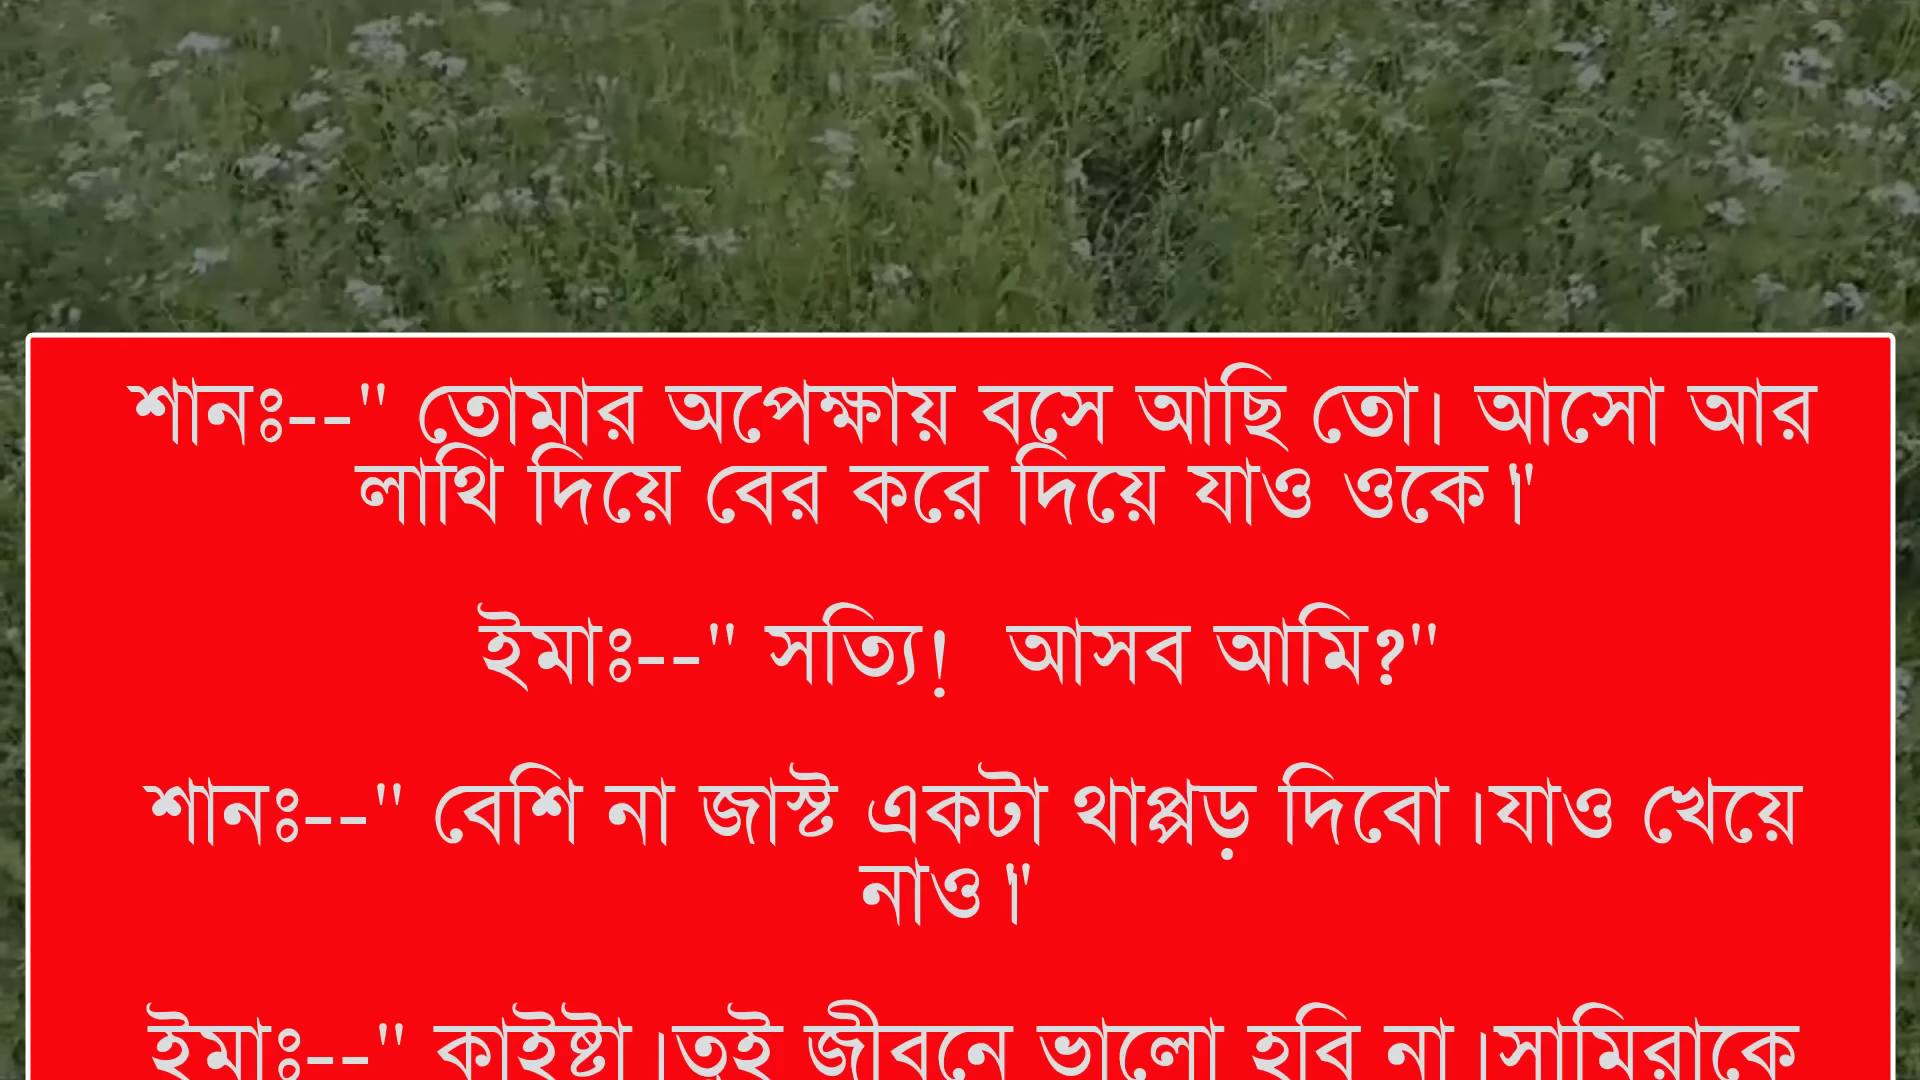 শানঃ--" তোমার অপেক্ষায় বসে আছি তো। আসো আর
লাথি দিয়ে বের করে দিয়ে যাও ওকে।"
ইমাঃ--" সত্যি!  আসব আমি?"
শানঃ--" বেশি না জাস্ট একটা থাপ্পড় দিবো।যাও খেয়ে
নাও।"
ইমাঃ--" কাইষ্টা।তুই জীবনে ভালো হবি না।সামিরাকে